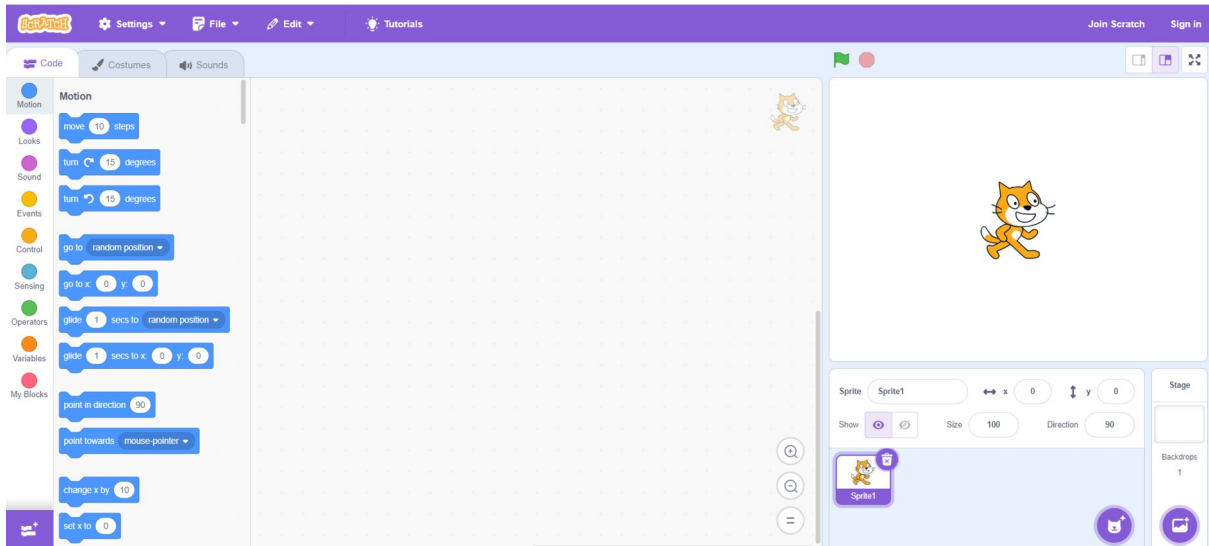 SCRATCH Settings File Edit Tutorials Join Scratch Sign in
Code Costumes Sounds
Motion
Looks
Sound
Events
Control
Sensing
Operators
Variables
My Blocks
Motion
move 10 steps
turn 15 degrees
turn 15 degrees
go to random position
go to x: 0 y: 0
glide 1 secs to random position
glide 1 secs to x: 0 y: 0
point in direction 90
point towards mouse-pointer
change x by 10
set x to 0
Sprite Sprite1 x 0 y 0
Show Size 100 Direction 90
Sprite1
Stage
Backdrops
1